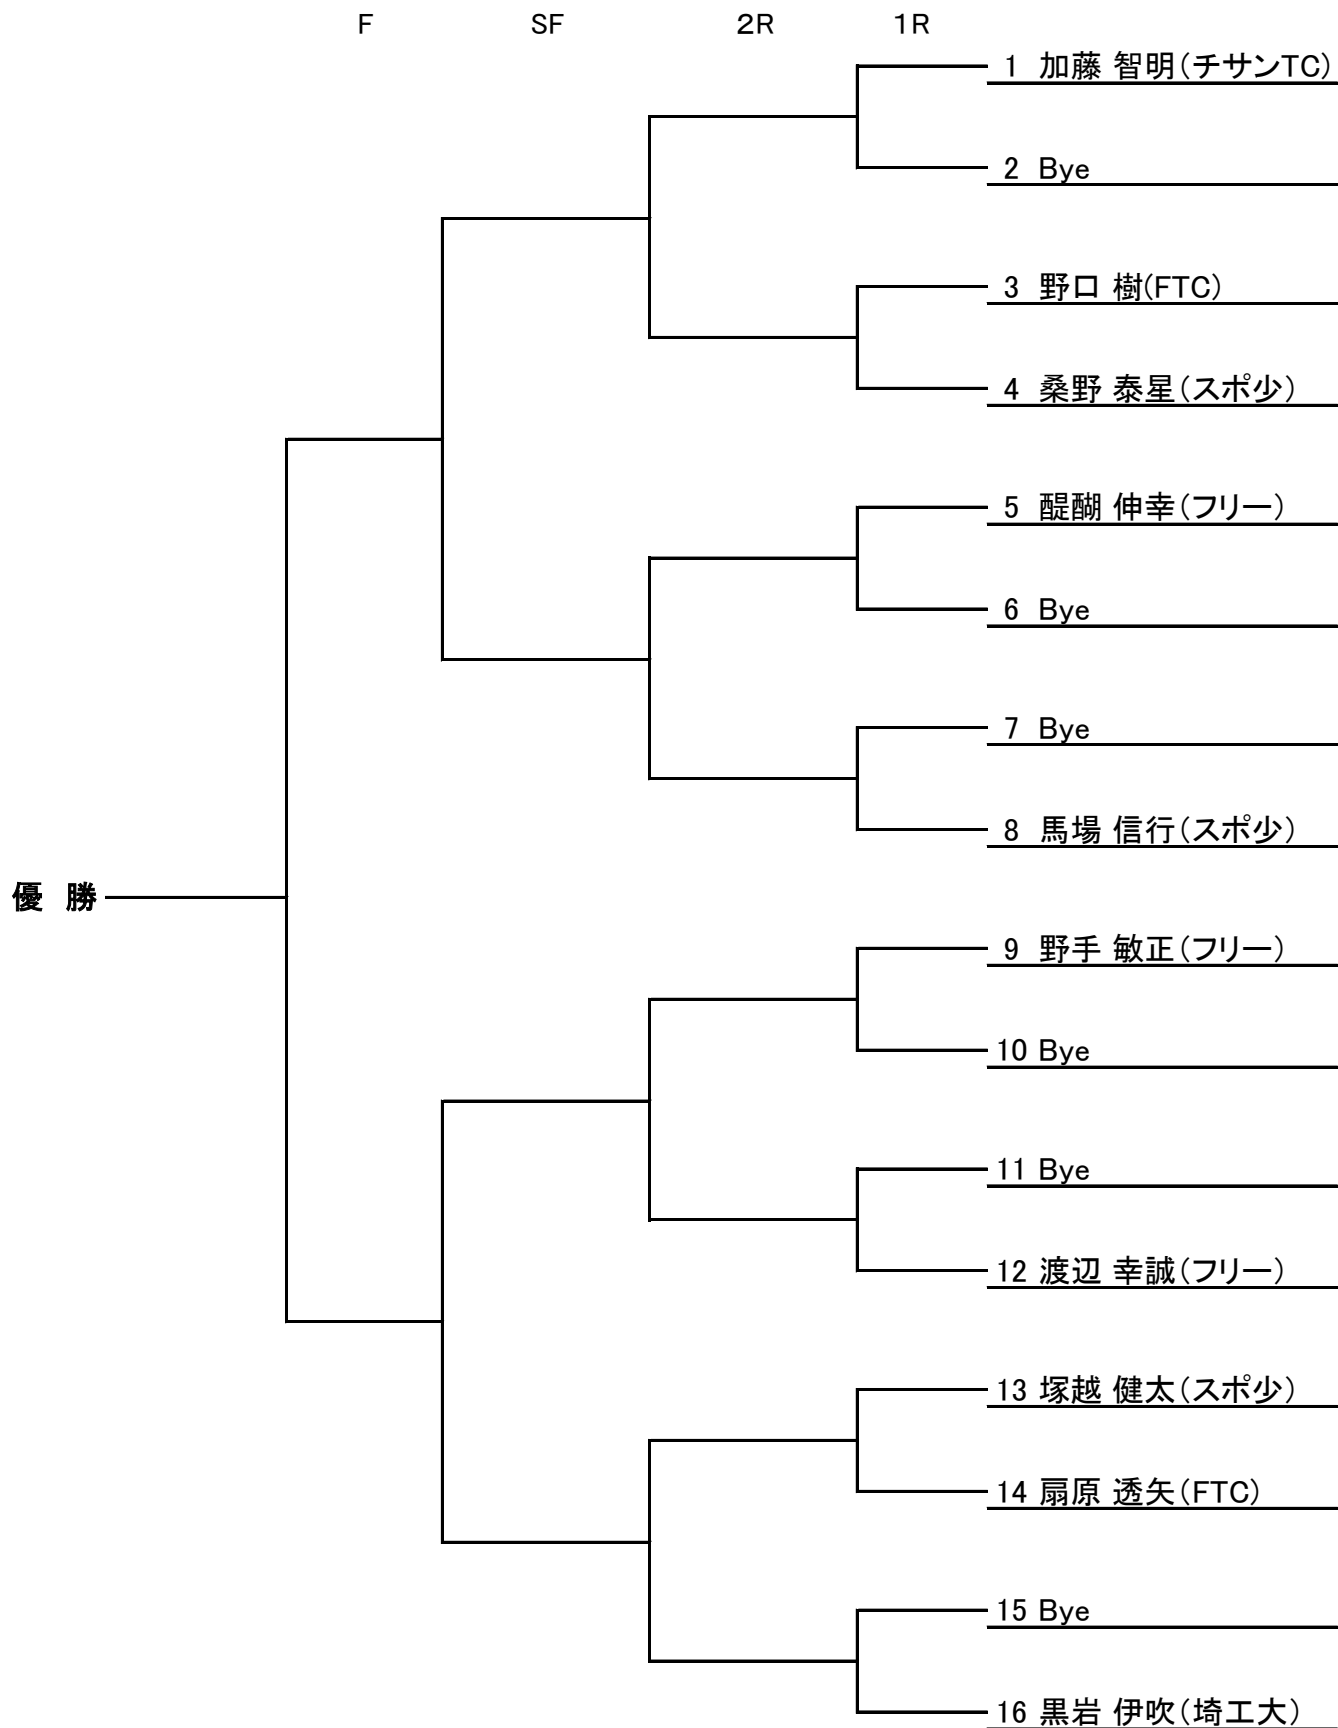 F SF 2R 1R
1 加藤 智明(チサンTC)
2 Bye
3 野口 樹(FTC)
4 桑野 泰星(スポ少)
5 醍醐 伸幸(フリー)
6 Bye
7 Bye
8 馬場 信行(スポ少)
優 勝
9 野手 敏正(フリー)
10 Bye
11 Bye
12 渡辺 幸誠(フリー)
13 塚越 健太(スポ少)
14 扇原 透矢(FTC)
15 Bye
16 黒岩 伊吹(埼工大)